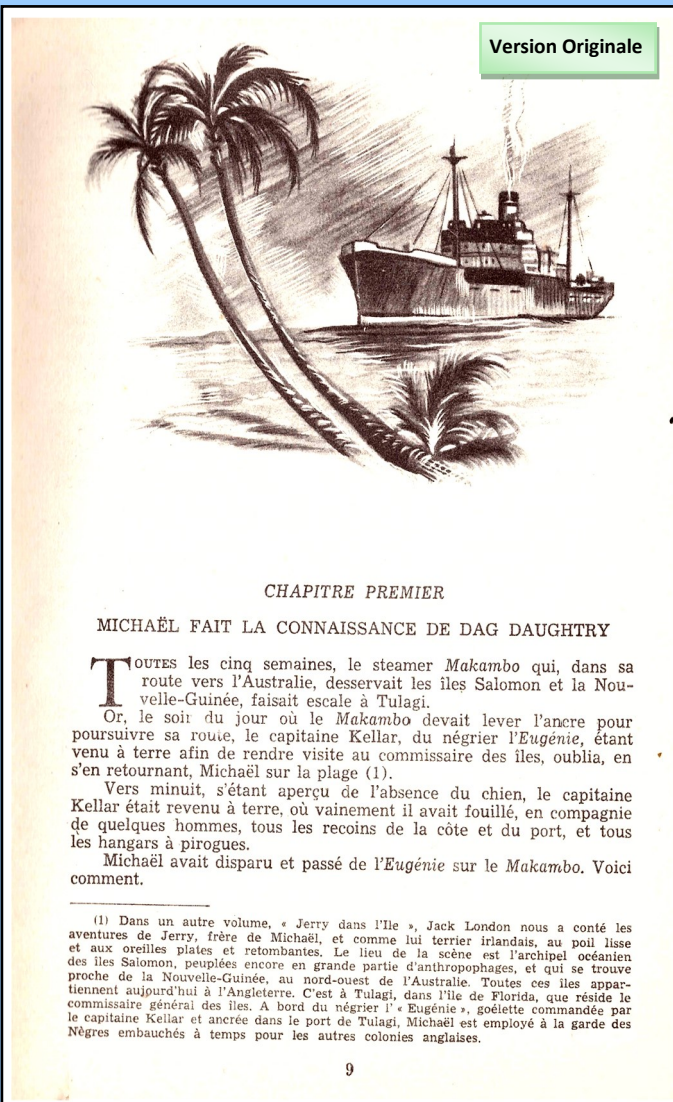 Version Originale
CHAPITRE PREMIER
MICHAËL FAIT LA CONNAISSANCE DE DAG DAUGHTRY
TOUTES les cinq semaines, le steamer Makambo qui, dans sa
route vers l'Australie, desservait les îles Salomon et la Nou-
velle-Guinée, faisait escale à Tulagi.
Or, le soir du jour où le Makambo devait lever l'ancre pour
poursuivre sa route, le capitaine Kellar, du négrier l'Eugénie, étant
venu à terre afin de rendre visite au commissaire des îles, oublia, en
s'en retournant, Michaël sur la plage (1).
Vers minuit, s'étant aperçu de l'absence du chien, le capitaine
Kellar était revenu à terre, où vainement il avait fouillé, en compagnie
de quelques hommes, tous les recoins de la côte et du port, et tous
les hangars à pirogues.
Michaël avait disparu et passé de l'Eugénie sur le Makambo. Voici
comment.
(1) Dans un autre volume, « Jerry dans l'Ile », Jack London nous a conté les
aventures de Jerry, frère de Michaël, et comme lui terrier irlandais, au poil lisse
et aux oreilles plates et retombantes. Le lieu de la scène est l'archipel océanien
des îles Salomon, peuplées encore en grande partie d'anthropophages, et qui se trouve
proche de la Nouvelle-Guinée, au nord-ouest de l'Australie. Toutes ces îles appar-
tiennent aujourd'hui à l'Angleterre. C'est à Tulagi, dans l'île de Florida, que réside le
commissaire général des îles. A bord du négrier l' « Eugénie », goélette commandée par
le capitaine Kellar et ancrée dans le port de Tulagi, Michaël est employé à la garde des
Nègres embauchés à temps pour les autres colonies anglaises.
9